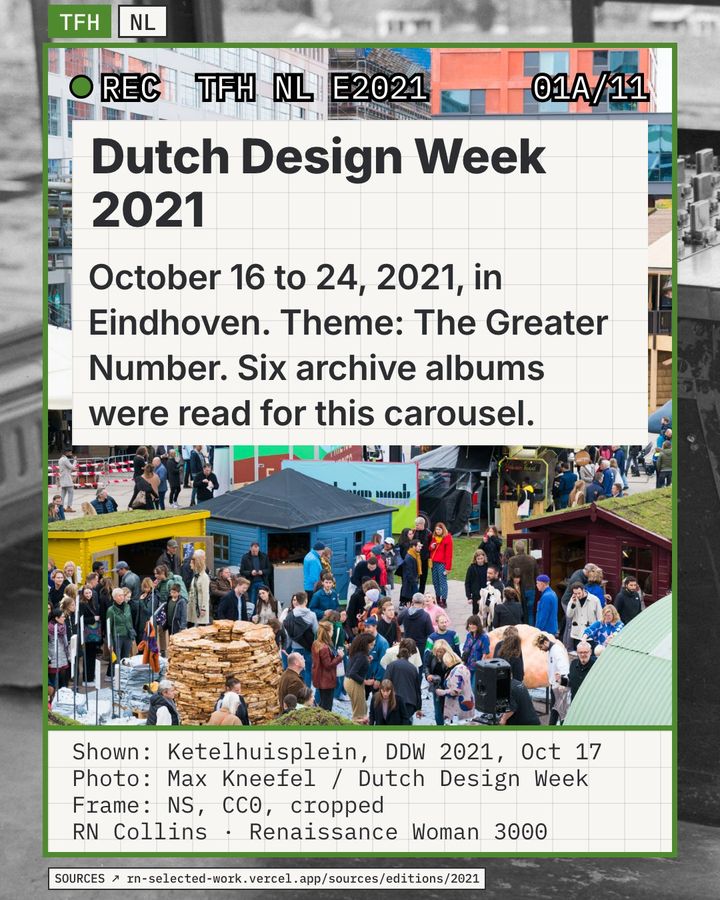 TFH NL
REC TFH NL E2021 01A/11
Dutch Design Week
2021
October 16 to 24, 2021, in
Eindhoven. Theme: The Greater
Number. Six archive albums
were read for this carousel.
Shown: Ketelhuisplein, DDW 2021, Oct 17
Photo: Max Kneefel / Dutch Design Week
Frame: NS, CC0, cropped
RN Collins · Renaissance Woman 3000
SOURCES ↗ rn-selected-work.vercel.app/sources/editions/2021